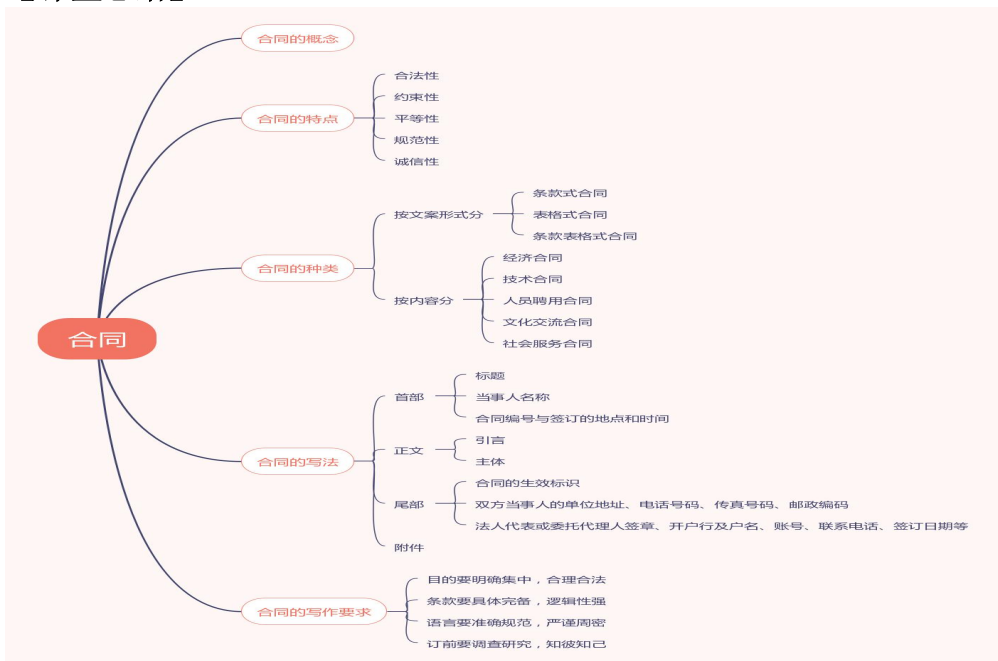 合同
合同的概念
合同的特点
合法性
约束性
平等性
规范性
诚信性
合同的种类
按文案形式分
条款式合同
表格式合同
条款表格式合同
按内容分
经济合同
技术合同
人员聘用合同
文化交流合同
社会服务合同
合同的写法
首部
标题
当事人名称
合同编号与签订的地点和时间
正文
引言
主体
尾部
合同的生效标识
双方当事人的单位地址、电话号码、传真号码、邮政编码
法人代表或委托代理人签章、开户行及户名、账号、联系电话、签订日期等
附件
合同的写作要求
目的要明确集中，合理合法
条款要具体完备，逻辑性强
语言要准确规范，严谨周密
订前要调查研究，知彼知己